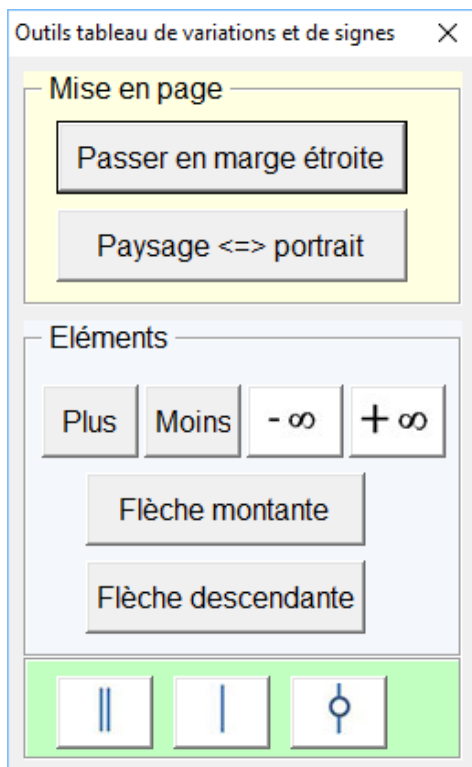 Outils tableau de variations et de signes
Mise en page
Passer en marge étroite
Paysage <=> portrait
Eléments
Plus Moins - ∞ + ∞
Flèche montante
Flèche descendante